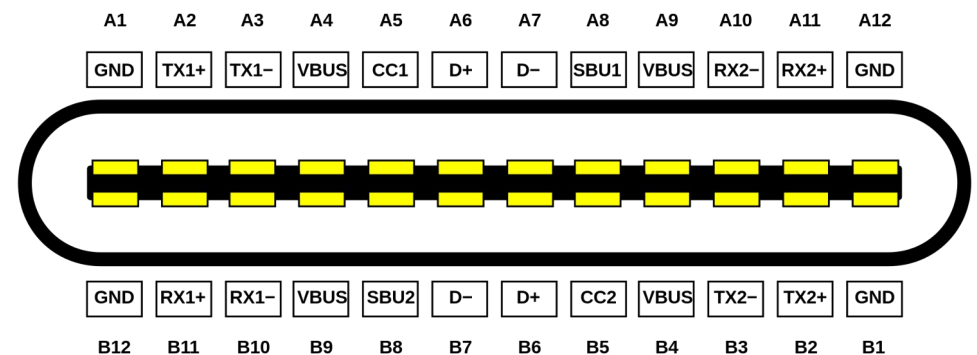 A1 A2 A3 A4 A5 A6 A7 A8 A9 A10 A11 A12
GND TX1+ TX1− VBUS CC1 D+ D− SBU1 VBUS RX2− RX2+ GND
GND RX1+ RX1− VBUS SBU2 D− D+ CC2 VBUS TX2− TX2+ GND
B12 B11 B10 B9 B8 B7 B6 B5 B4 B3 B2 B1